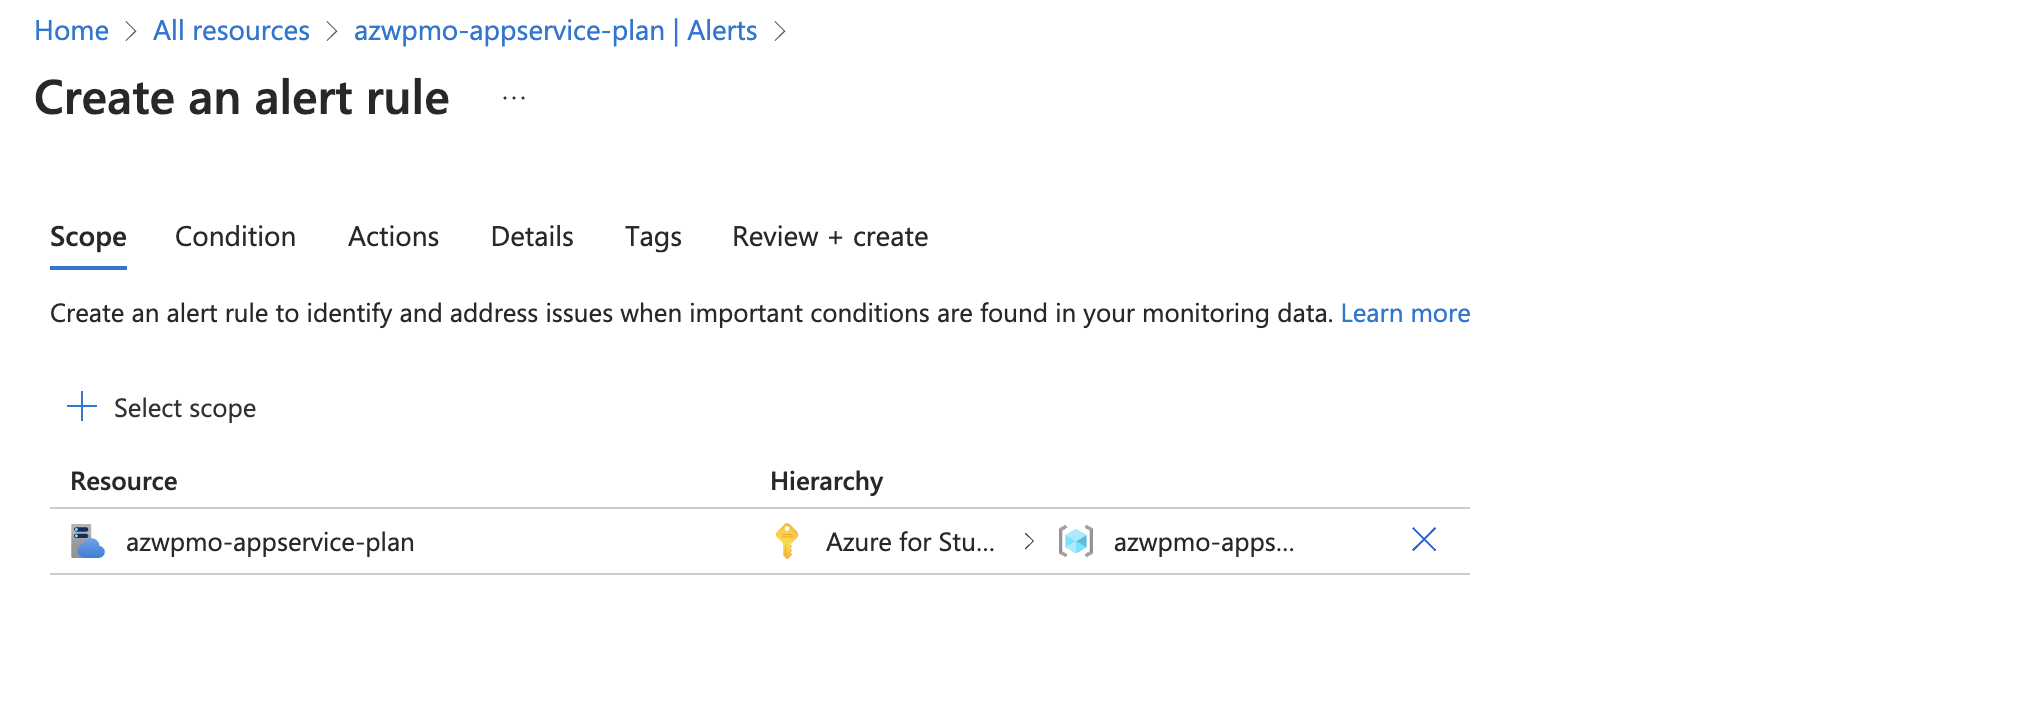 Home > All resources > azwpmo-appservice-plan | Alerts >
Create an alert rule ...
Scope Condition Actions Details Tags Review + create
Create an alert rule to identify and address issues when important conditions are found in your monitoring data. Learn more
+ Select scope
Resource Hierarchy
azwpmo-appservice-plan Azure for Stu... > azwpmo-apps...